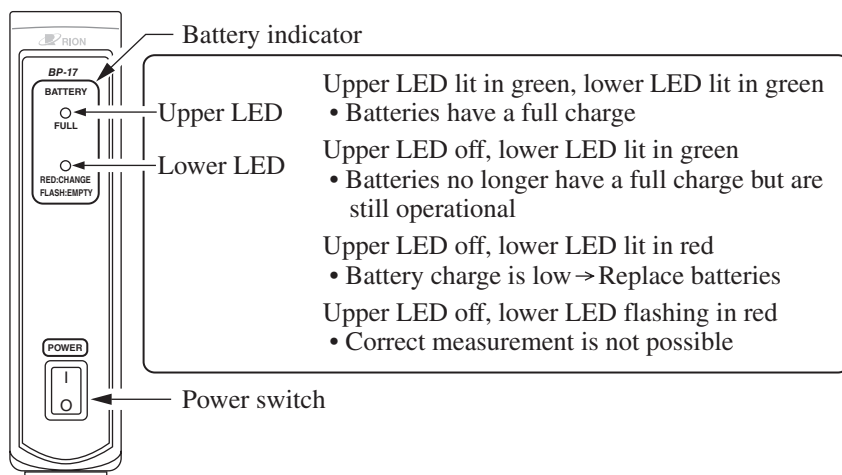 RION
Battery indicator
BP-17
BATTERY
FULL
RED:CHANGE
FLASH:EMPTY
Upper LED
Lower LED
Upper LED lit in green, lower LED lit in green
• Batteries have a full charge
Upper LED off, lower LED lit in green
• Batteries no longer have a full charge but are
still operational
Upper LED off, lower LED lit in red
• Battery charge is low→Replace batteries
Upper LED off, lower LED flashing in red
• Correct measurement is not possible
POWER
I
O
Power switch